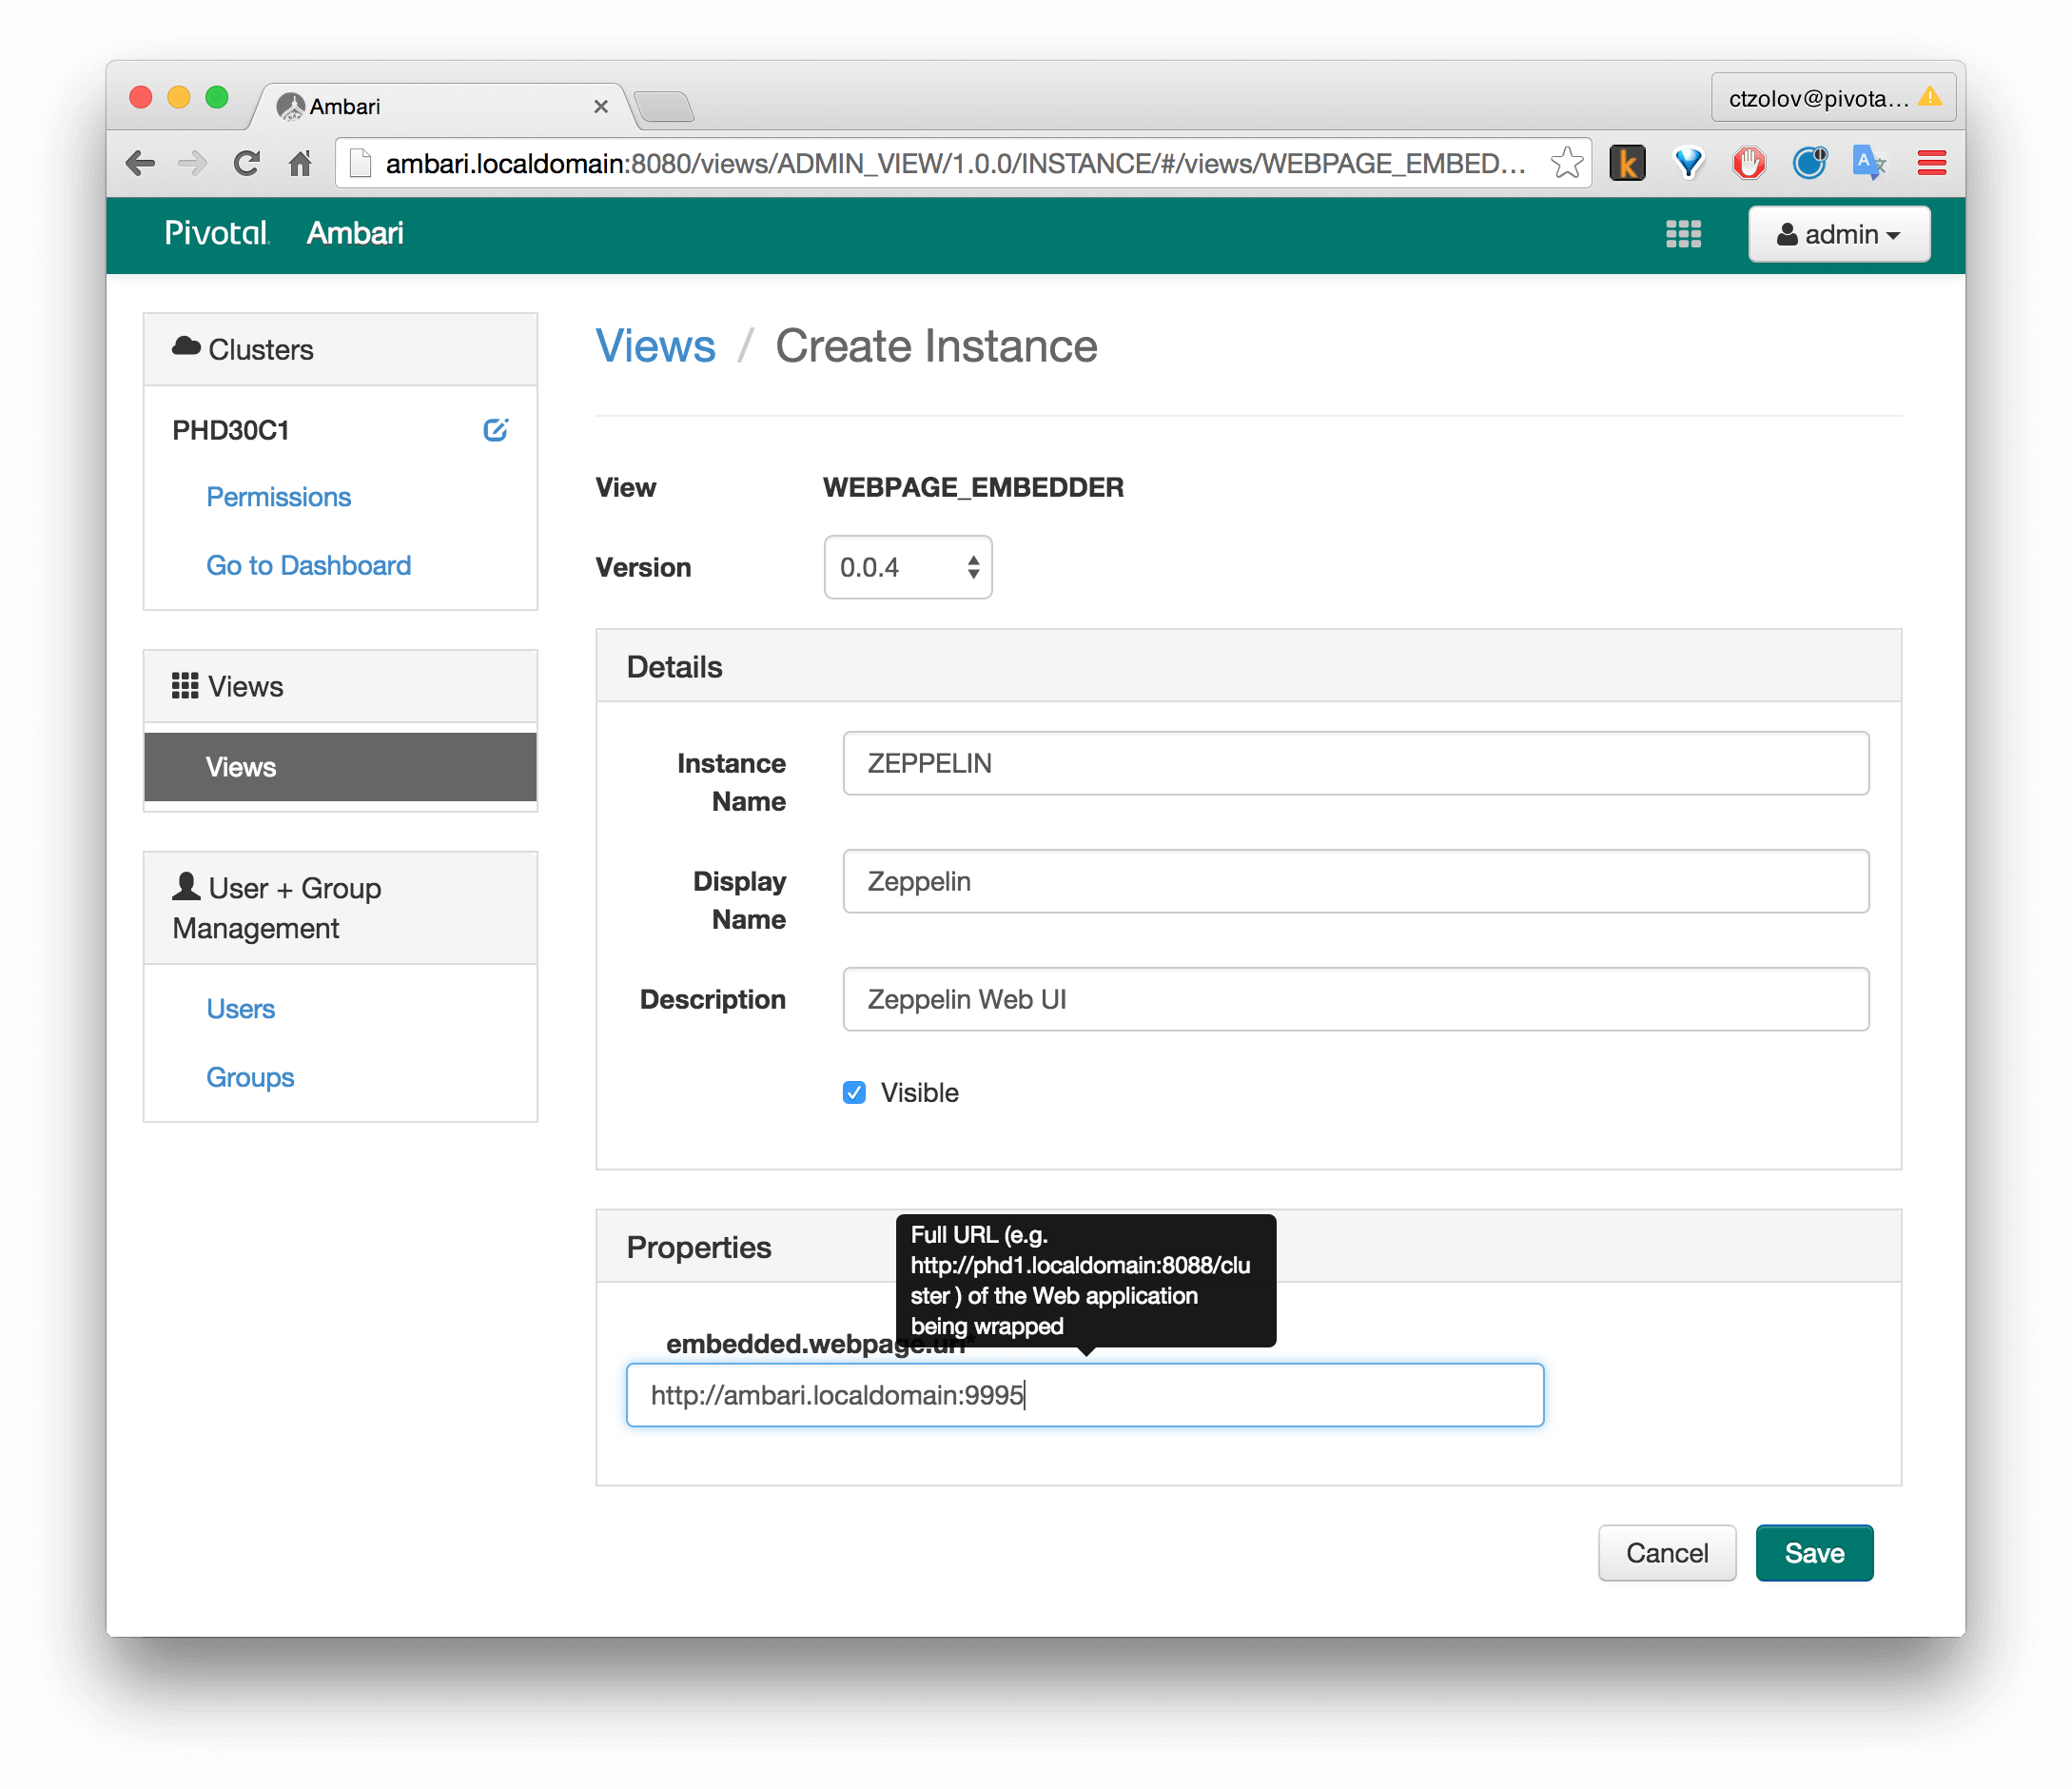 Ambari
ctzolov@pivota...
ambari.localdomain:8080/views/ADMIN_VIEW/1.0.0/INSTANCE/#/views/WEBPAGE_EMBED...
Pivotal Ambari
admin
Clusters
PHD30C1
Permissions
Go to Dashboard
Views
Views
User + Group
Management
Users
Groups
Views / Create Instance
View WEBPAGE_EMBEDDER
Version 0.0.4
Details
Instance
Name
ZEPPELIN
Display
Name
Zeppelin
Description Zeppelin Web UI
Visible
Properties
Full URL (e.g.
http://phd1.localdomain:8088/clu
ster ) of the Web application
being wrapped
embedded.webpage.url*
http://ambari.localdomain:9995
Cancel Save